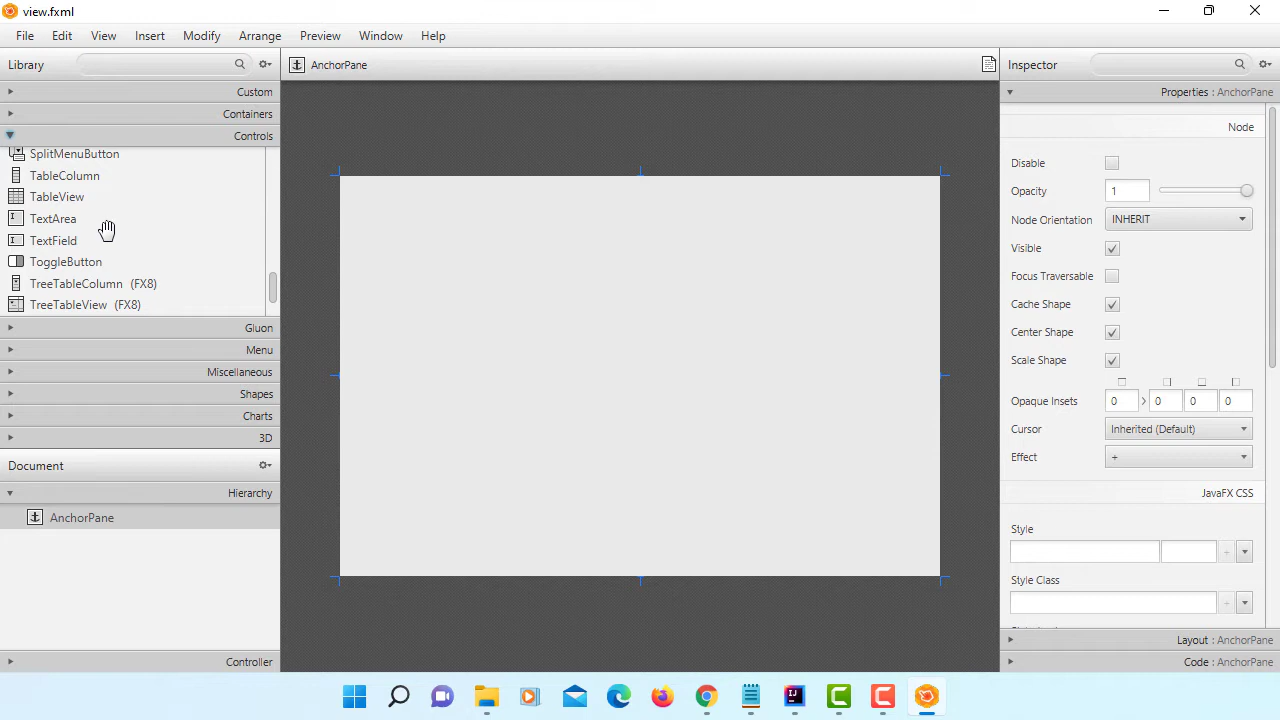 view.fxml
File Edit View Insert Modify Arrange Preview Window Help
Library
Custom
Containers
Controls
SplitMenuButton
TableColumn
TableView
TextArea
TextField
ToggleButton
TreeTableColumn (FX8)
TreeTableView (FX8)
Gluon
Menu
Miscellaneous
Shapes
Charts
3D
Document
Hierarchy
AnchorPane
Controller
AnchorPane
Inspector
Properties : AnchorPane
Node
Disable
Opacity 1
Node Orientation INHERIT
Visible
Focus Traversable
Cache Shape
Center Shape
Scale Shape
Opaque Insets 0 0 0 0
Cursor Inherited (Default)
Effect +
JavaFX CSS
Style
+
Style Class
+
Layout : AnchorPane
Code : AnchorPane